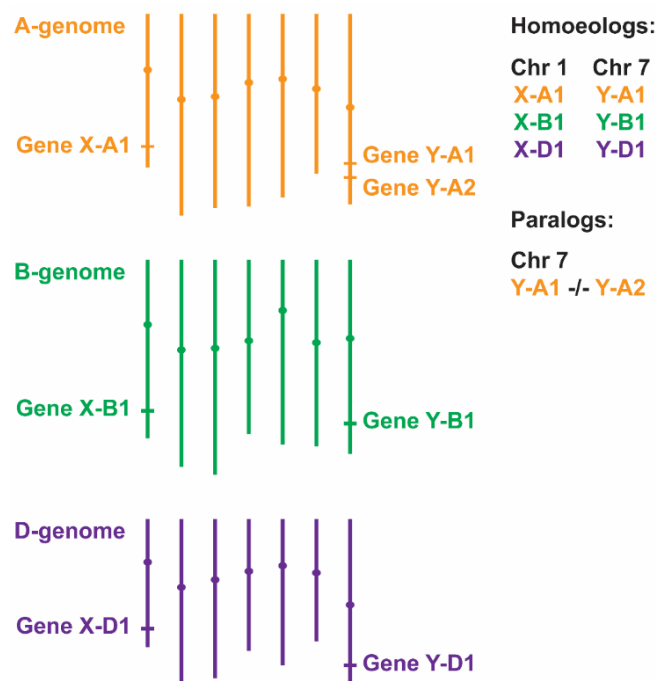 A-genome
Gene X-A1
Gene Y-A1
Gene Y-A2
B-genome
Gene X-B1
Gene Y-B1
D-genome
Gene X-D1
Gene Y-D1
Homoeologs:
Chr 1 Chr 7
X-A1 Y-A1
X-B1 Y-B1
X-D1 Y-D1
Paralogs:
Chr 7
Y-A1 -/- Y-A2